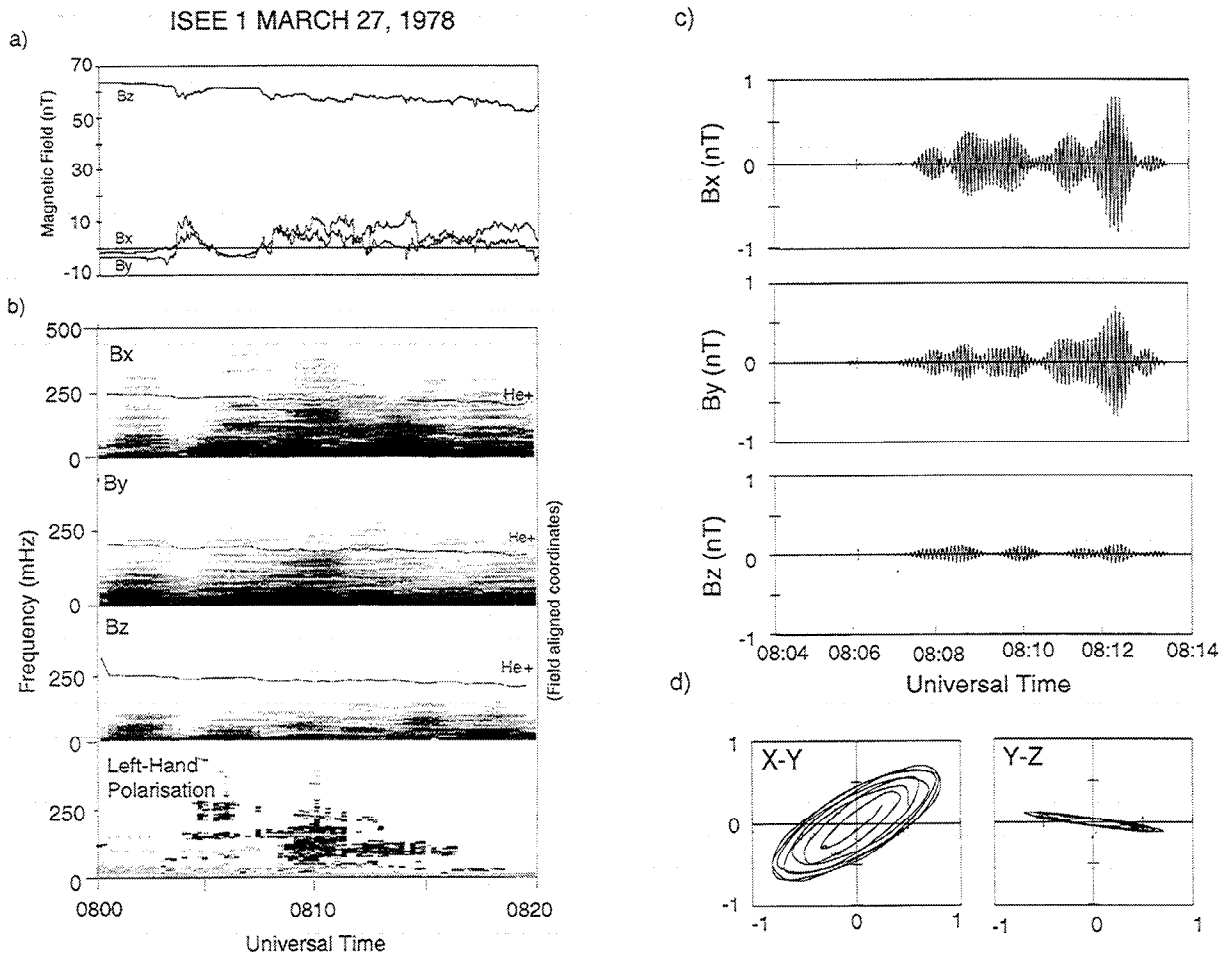 ISEE 1 MARCH 27, 1978
a)
Magnetic Field (nT)
70
50
30
10
-10
Bz
Bx
By
b)
Frequency (mHz)
500
250
0
Bx
He+
250
0
By
He+
250
0
Bz
He+
250
0
Left-Hand
Polarisation
(Field aligned coordinates)
0800
0810
0820
Universal Time
c)
Bx (nT)
1
0
-1
By (nT)
1
0
-1
Bz (nT)
1
0
-1
08:04
08:06
08:08
08:10
08:12
08:14
Universal Time
d)
X-Y
1
0
-1
-1
0
1
Y-Z
-1
0
1